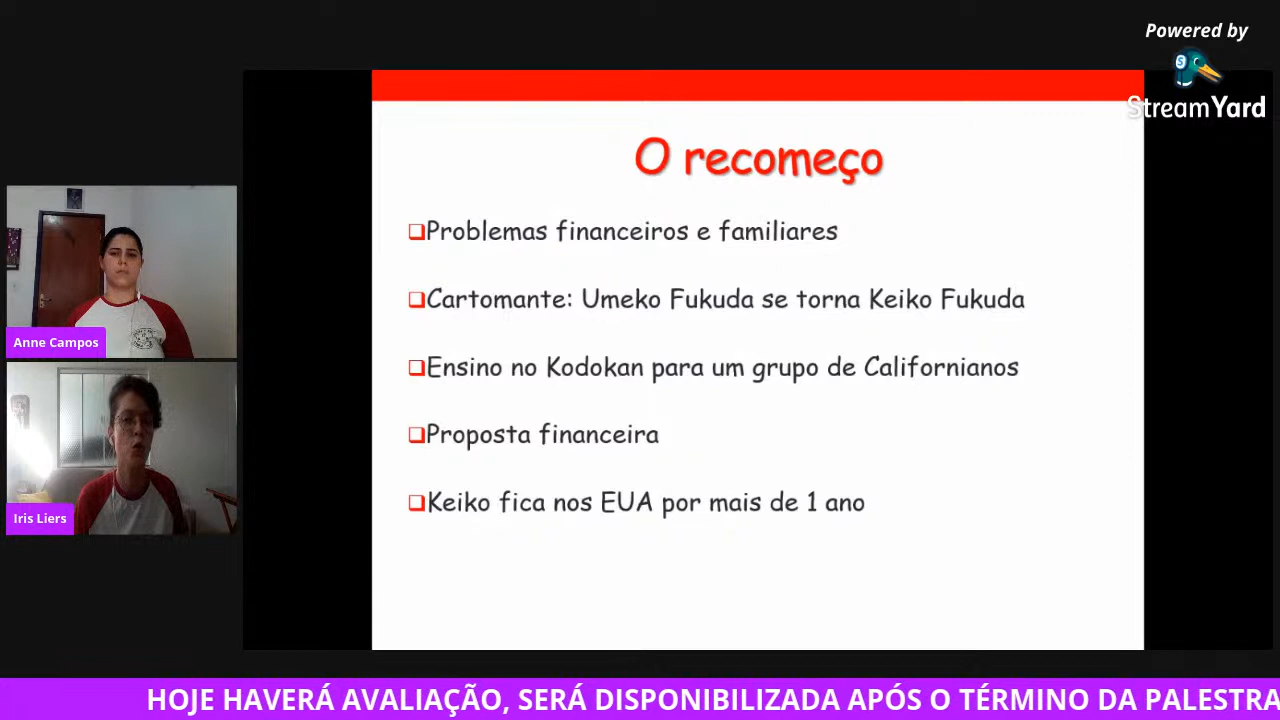 Powered by
StreamYard
O recomeço
Problemas financeiros e familiares
Cartomante: Umeko Fukuda se torna Keiko Fukuda
Ensino no Kodokan para um grupo de Californianos
Proposta financeira
Keiko fica nos EUA por mais de 1 ano
Anne Campos
Iris Liers
HOJE HAVERÁ AVALIAÇÃO, SERÁ DISPONIBILIZADA APÓS O TÉRMINO DA PALESTRA